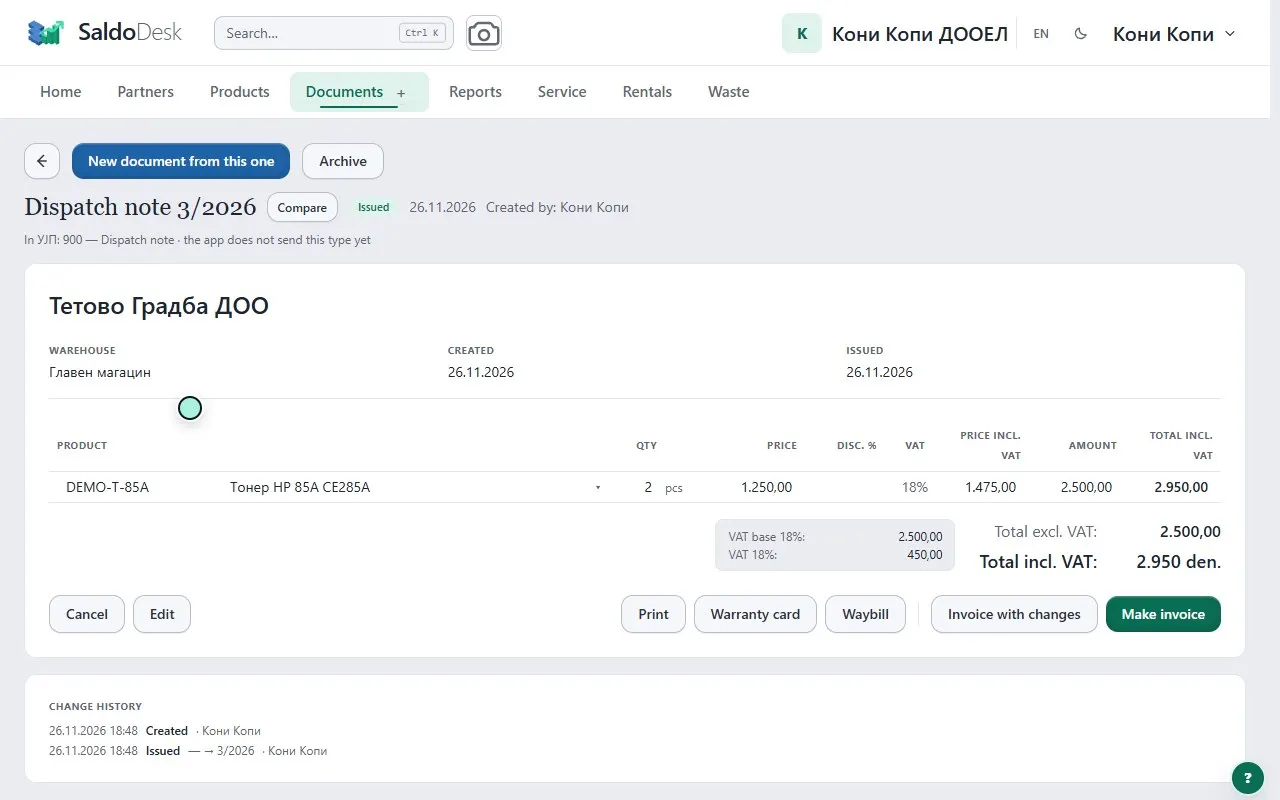 SaldoDesk
Search... Ctrl K
K Кони Копи ДООЕЛ EN Кони Копи
Home Partners Products Documents + Reports Service Rentals Waste
New document from this one Archive
Dispatch note 3/2026 Compare Issued 26.11.2026 Created by: Кони Копи
In УЈП: 900 — Dispatch note · the app does not send this type yet
Тетово Градба ДОО
WAREHOUSE CREATED ISSUED
Главен магацин 26.11.2026 26.11.2026
PRODUCT QTY PRICE DISC. % VAT PRICE INCL. VAT AMOUNT TOTAL INCL. VAT
DEMO-T-85A Тонер HP 85A CE285A 2 pcs 1.250,00 18% 1.475,00 2.500,00 2.950,00
VAT base 18%: 2.500,00
VAT 18%: 450,00
Total excl. VAT: 2.500,00
Total incl. VAT: 2.950 den.
Cancel Edit Print Warranty card Waybill Invoice with changes Make invoice
CHANGE HISTORY
26.11.2026 18:48 Created · Кони Копи
26.11.2026 18:48 Issued — → 3/2026 · Кони Копи
?